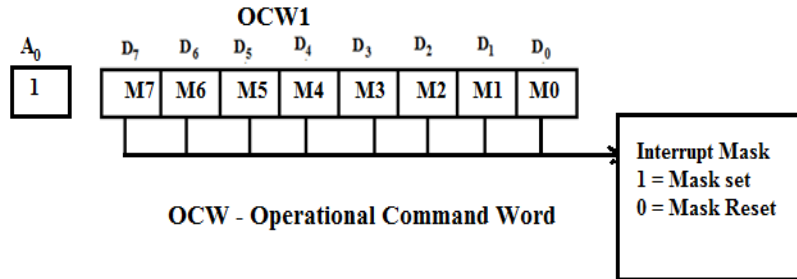 OCW1
A0 D7 D6 D5 D4 D3 D2 D1 D0
1 M7 M6 M5 M4 M3 M2 M1 M0
Interrupt Mask
1 = Mask set
0 = Mask Reset
OCW - Operational Command Word